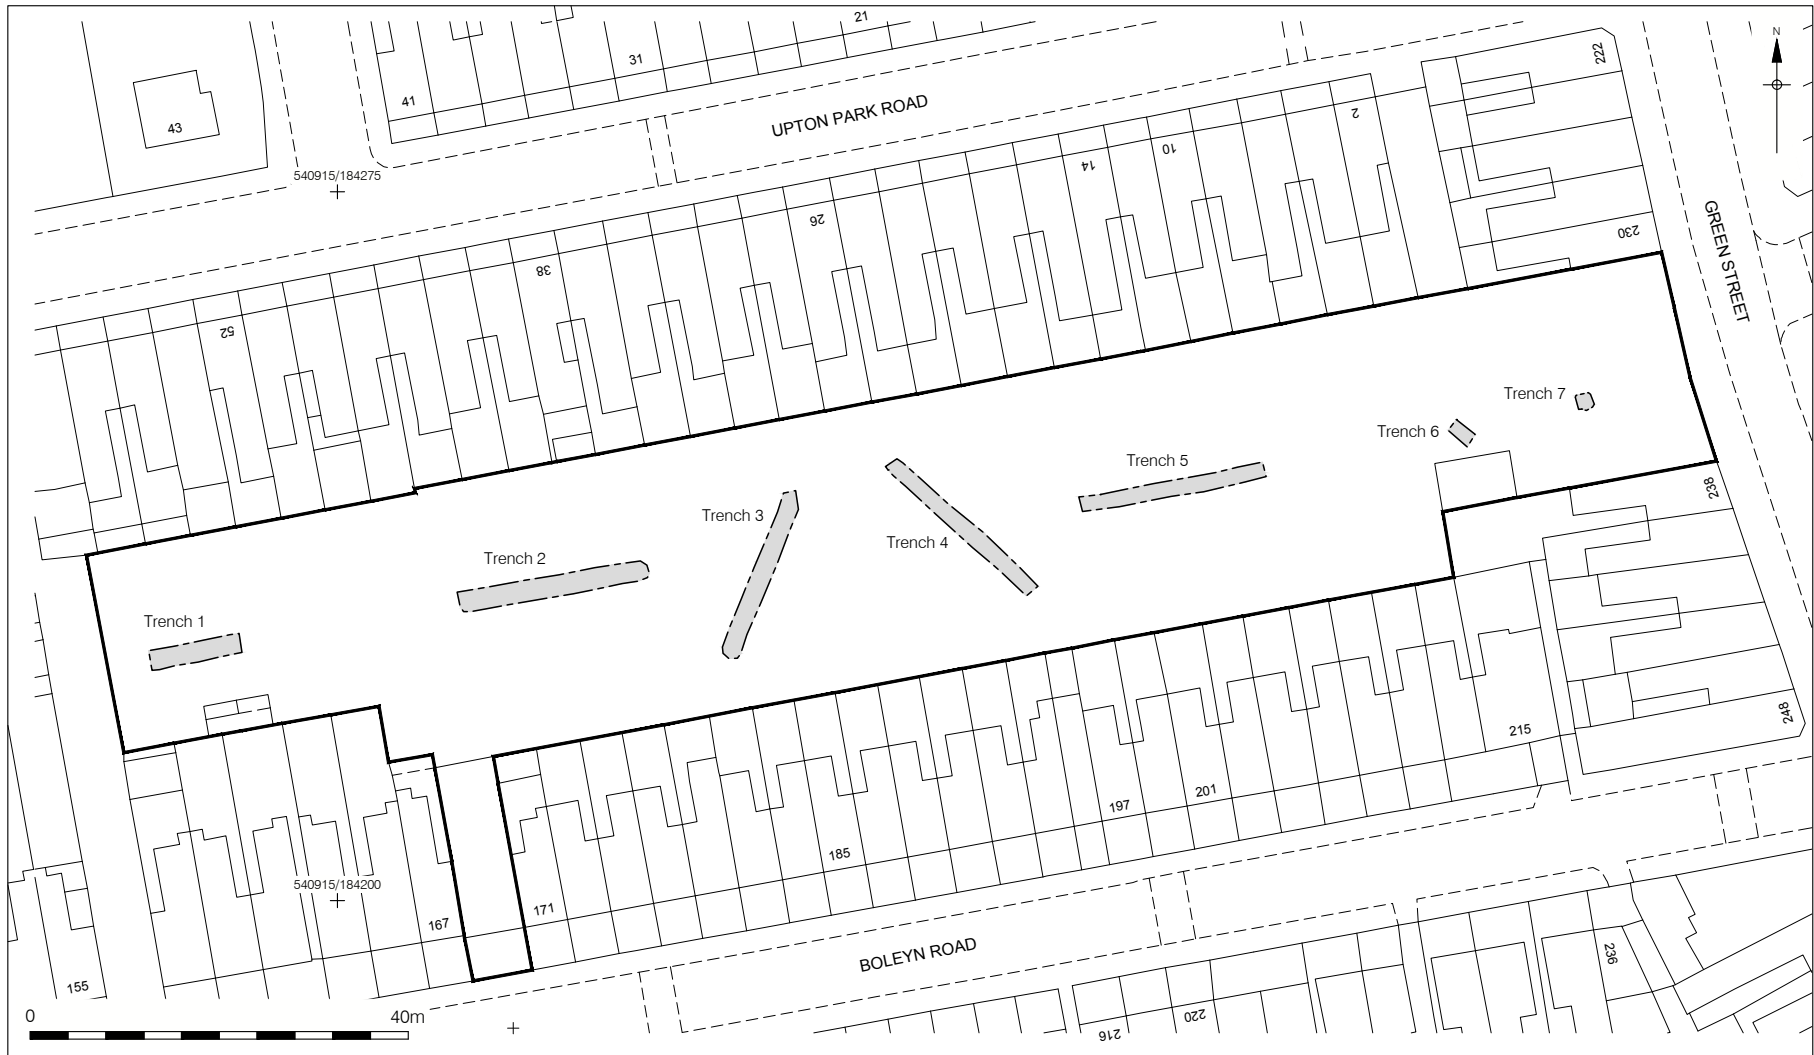 21
31
41
43
N
222
UPTON PARK ROAD
2
10
14
540915/184275
26
38
52
230
GREEN STREET
Trench 7
Trench 6
Trench 5
Trench 3
Trench 4
Trench 2
Trench 1
238
248
215
201
197
185
540915/184200
171
167
BOLEYN ROAD
236
155
220
216
0 40m